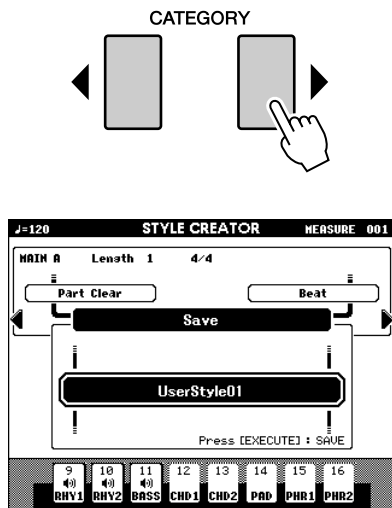 CATEGORY
♩=120 STYLE CREATOR MEASURE 001
MAIN A Length 1 4/4
Part Clear Beat
Save
UserStyle01
Press [EXECUTE] : SAVE
9 10 11 12 13 14 15 16
RHY1 RHY2 BASS CHD1 CHD2 PAD PHR1 PHR2